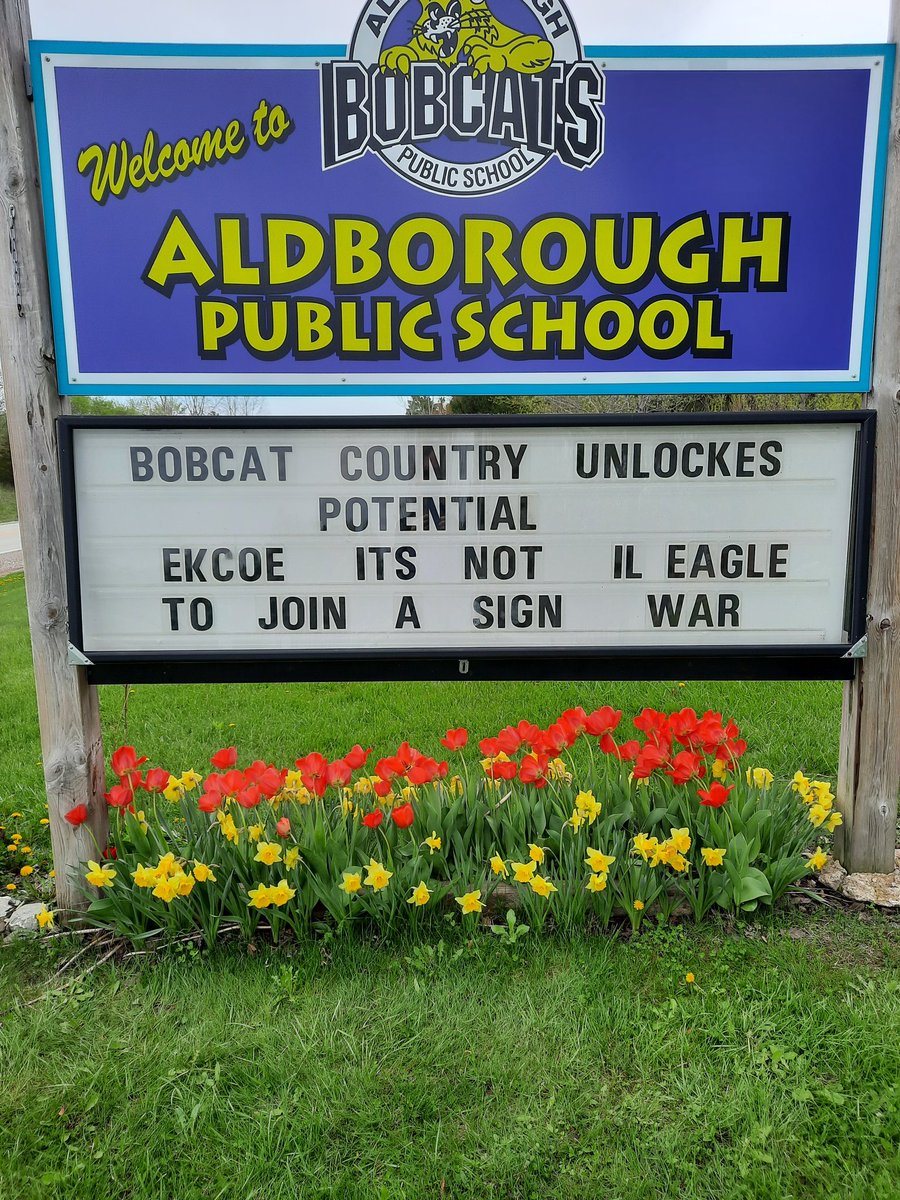 BOBCATS
PUBLIC SCHOOL
Welcome to
ALDBOROUGH
PUBLIC SCHOOL
BOBCAT COUNTRY UNLOCKES
POTENTIAL
EKCOE ITS NOT IL EAGLE
TO JOIN A SIGN WAR